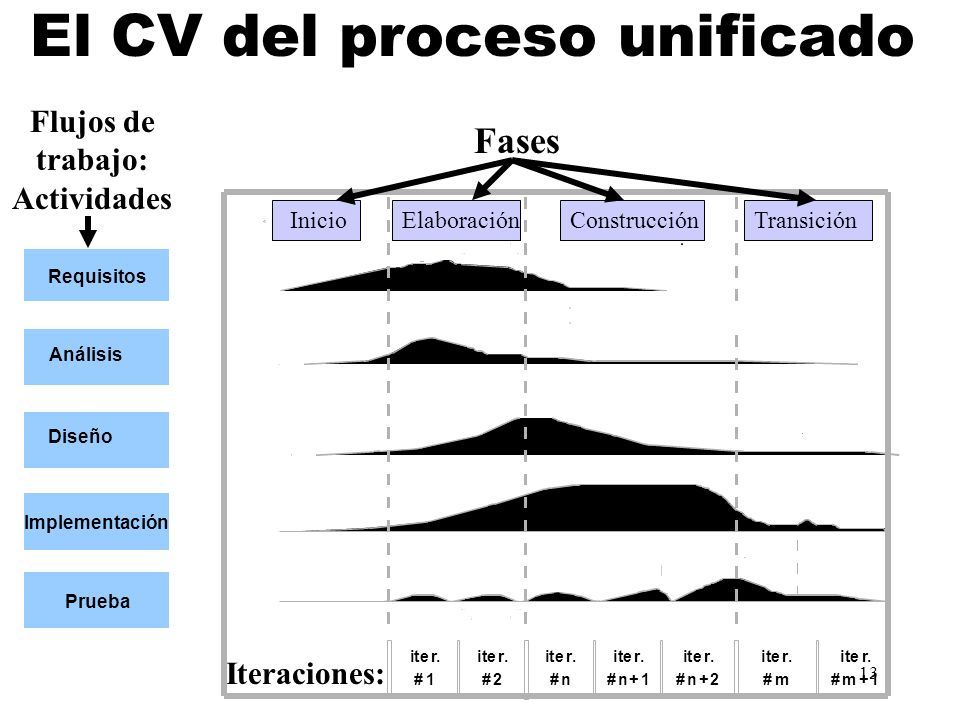 El CV del proceso unificado
Flujos de
trabajo:
Actividades
Fases
Inicio
Elaboración
Construcción
Transición
Requisitos
Análisis
Diseño
Implementación
Prueba
Iteraciones:
iter.
#1
iter.
#2
iter.
#n
iter.
#n+1
iter.
#n+2
iter.
#m
iter.
#m+1
13